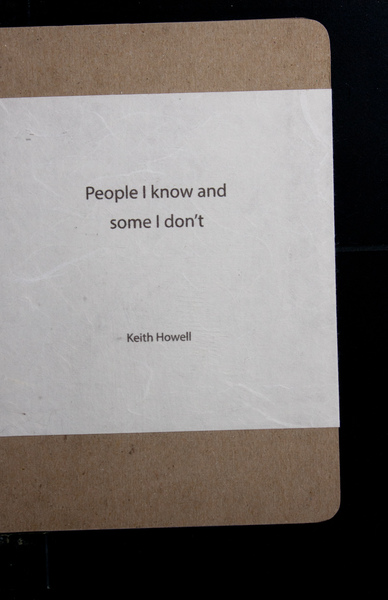 People I know and
some I don't
Keith Howell